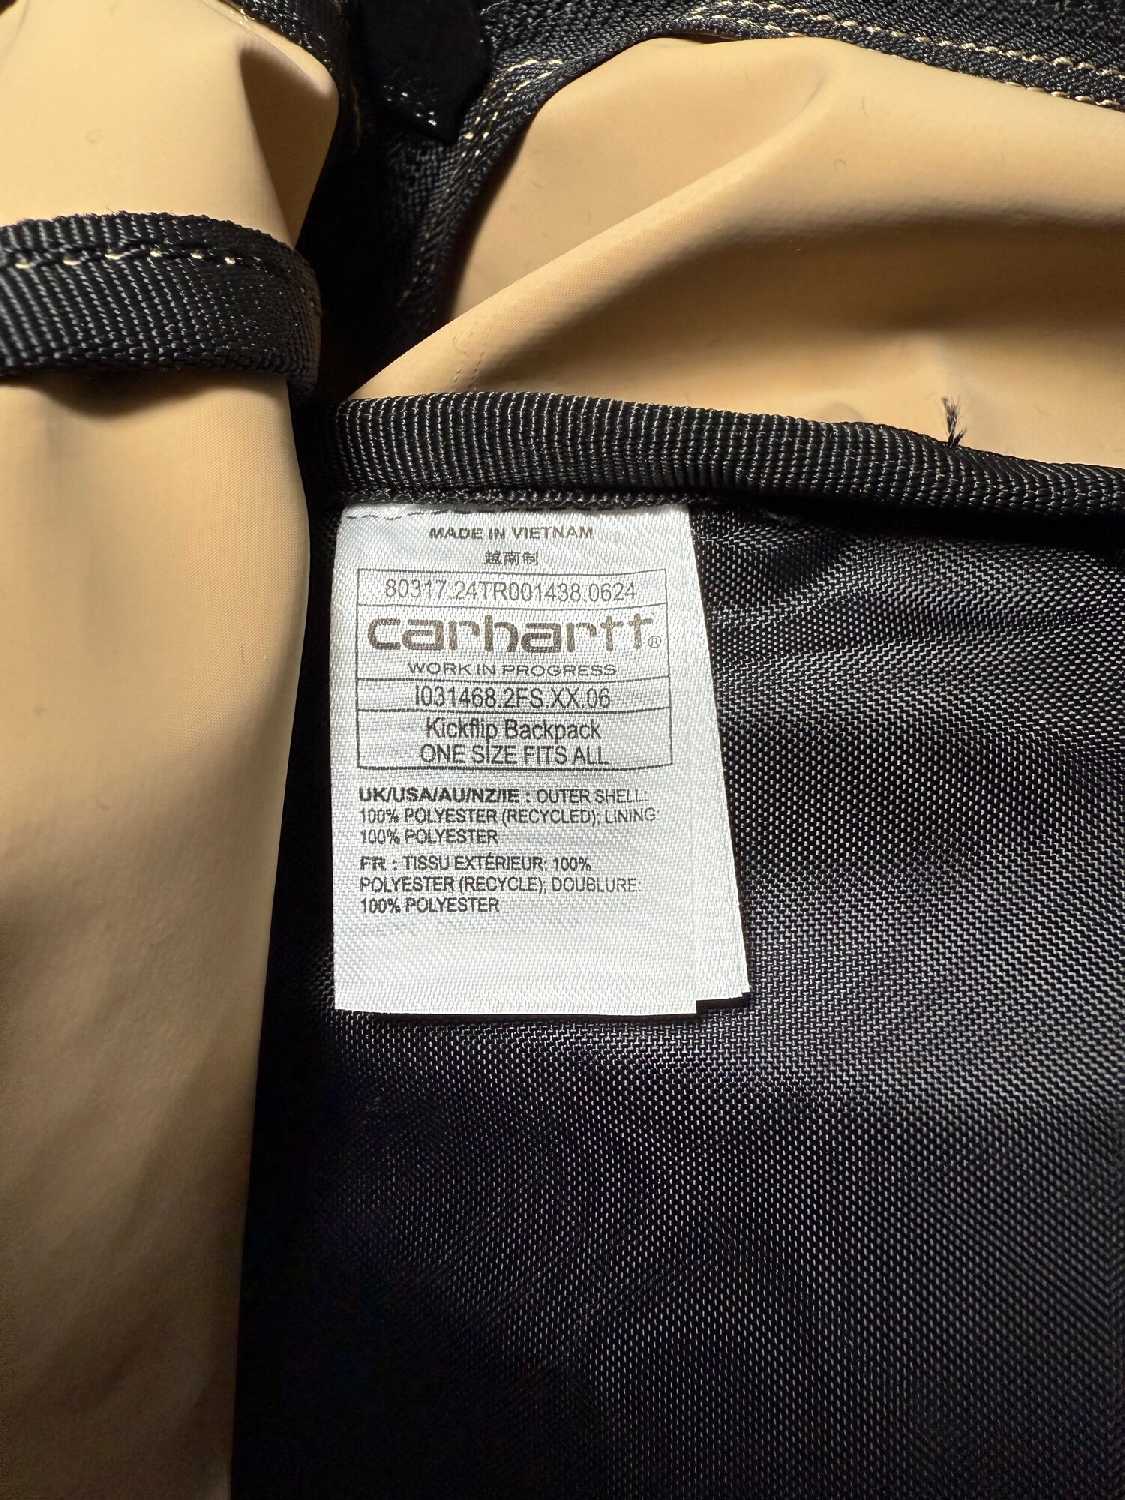 MADE IN VIETNAM
越南制
80317.24TR001438.0624
carhartt®
WORK IN PROGRESS
I031468.2FS.XX.06
Kickflip Backpack
ONE SIZE FITS ALL
UK/USA/AU/NZ/IE : OUTER SHELL:
100% POLYESTER (RECYCLED); LINING:
100% POLYESTER
FR : TISSU EXTÉRIEUR: 100%
POLYESTER (RECYCLE); DOUBLURE:
100% POLYESTER